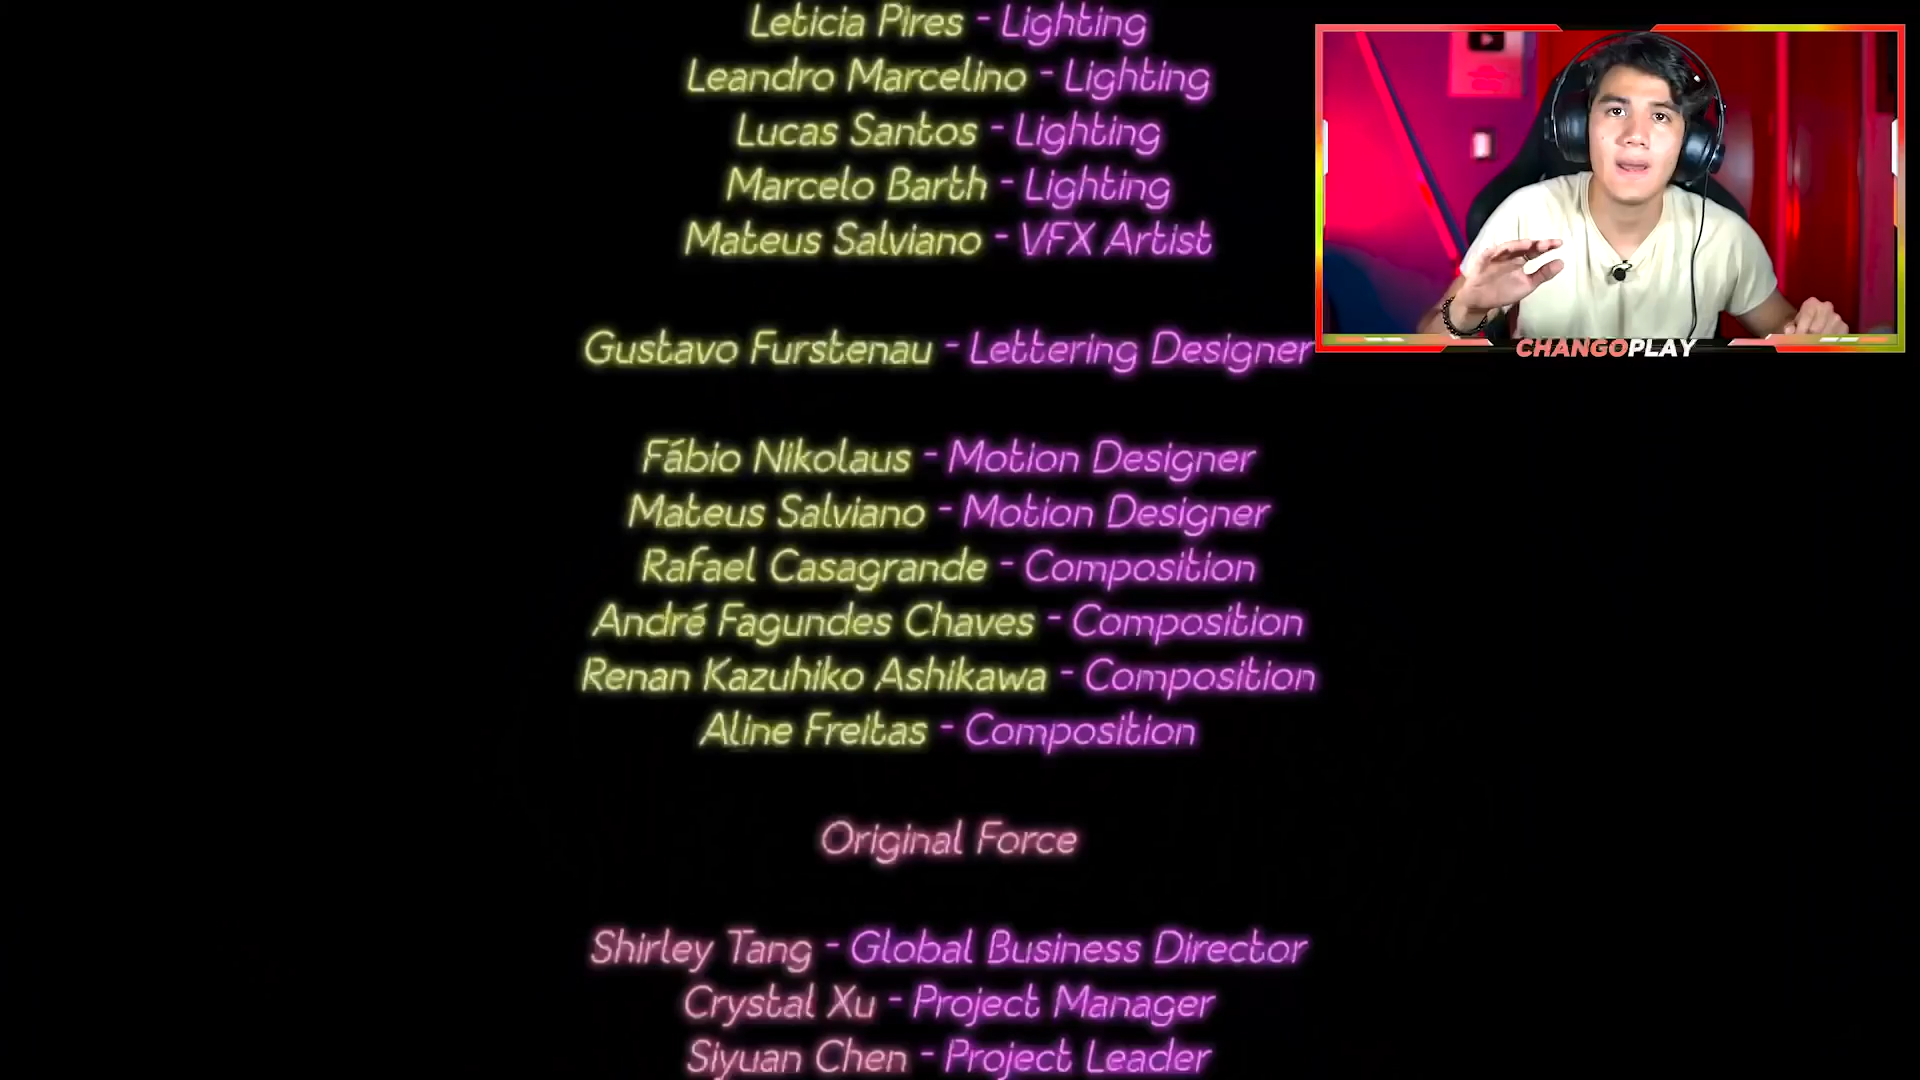 Leticia Pires - Lighting
Leandro Marcelino - Lighting
Lucas Santos - Lighting
Marcelo Barth - Lighting
Mateus Salviano - VFX Artist
Gustavo Furstenau - Lettering Designer
CHANGOPLAY
Fábio Nikolaus - Motion Designer
Mateus Salviano - Motion Designer
Rafael Casagrande - Composition
André Fagundes Chaves - Composition
Renan Kazuhiko Ashikawa - Composition
Aline Freitas - Composition
Original Force
Shirley Tang - Global Business Director
Crystal Xu - Project Manager
Siyuan Chen - Project Leader